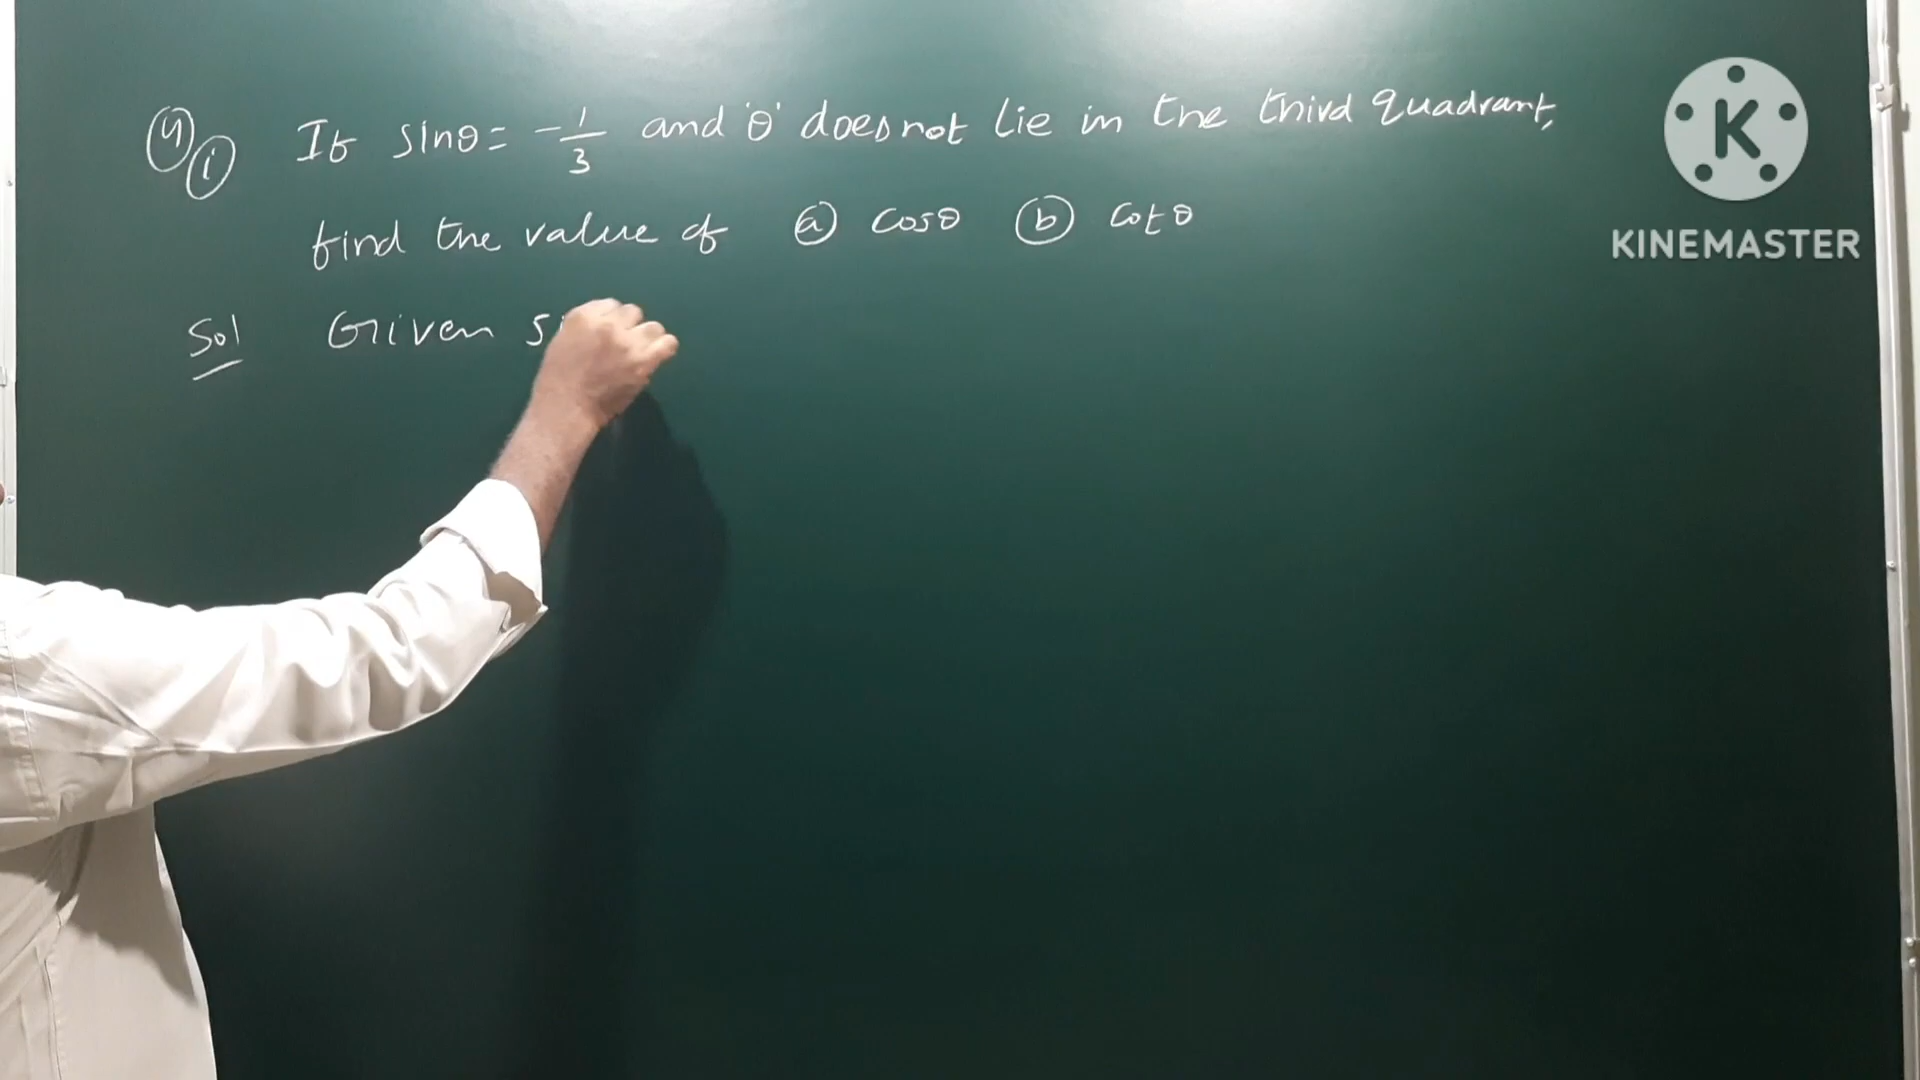 4 i If sinθ = -1/3 and 'θ' does not lie in the third quadrant,
find the value of a cosθ b cotθ
Sol Given
K
KINEMASTER